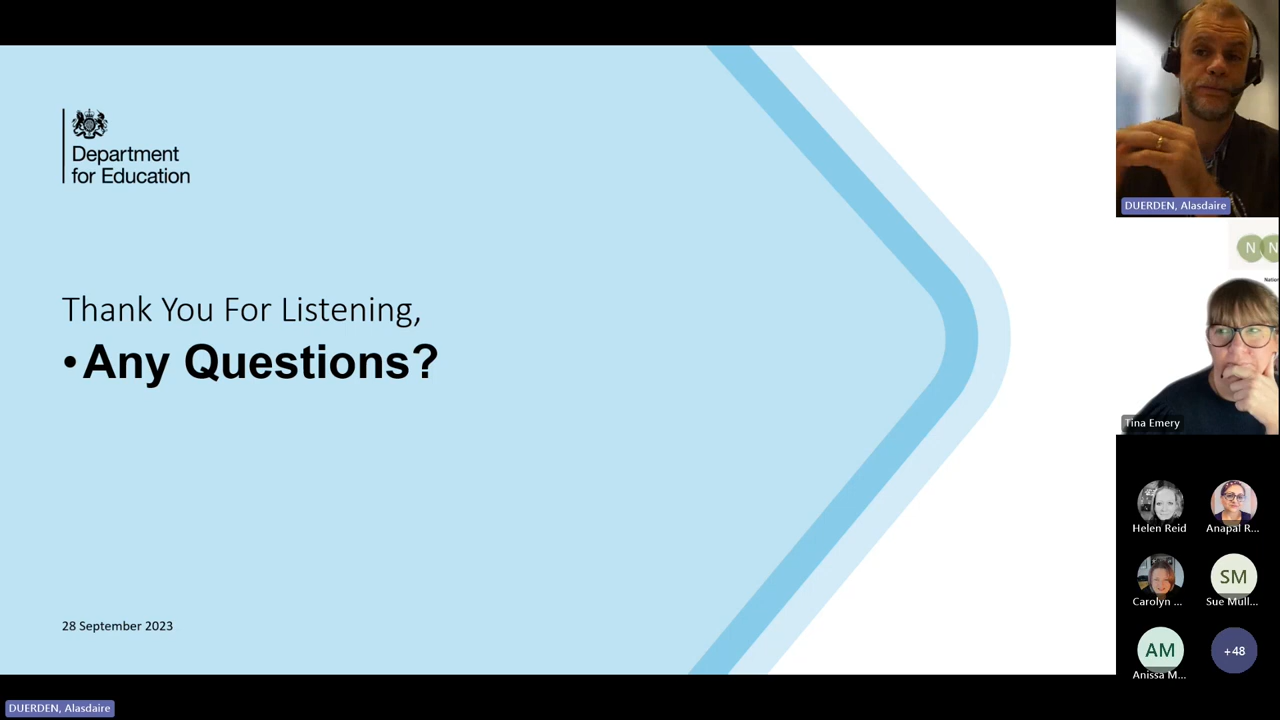 Department
for Education
Thank You For Listening,
•Any Questions?
28 September 2023
DUERDEN, Alasdaire
DUERDEN, Alasdaire
N N
Tina Emery
Helen Reid
Anapal R...
Carolyn ...
SM
Sue Mull...
AM
Anissa M...
+48